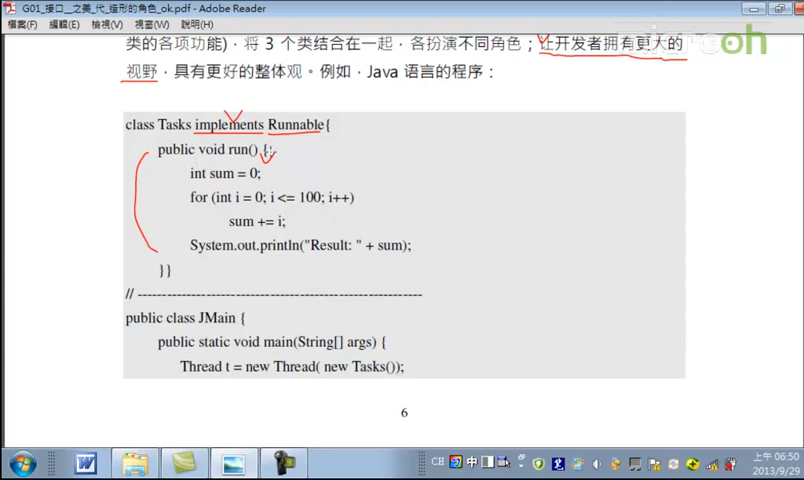 G01_接口__之美_代_造形的角色_ok.pdf - Adobe Reader
檔案(F) 編輯(E) 檢視(V) 視窗(W) 說明(H)
类的各项功能)，将 3 个类结合在一起，各扮演不同角色；让开发者拥有更大的
视野，具有更好的整体观。例如，Java 语言的程序：
class Tasks implements Runnable{
public void run() {
int sum = 0;
for (int i = 0; i <= 100; i++)
sum += i;
System.out.println("Result: " + sum);
}}
// -----------------------------------------------------------
public class JMain {
public static void main(String[] args) {
Thread t = new Thread( new Tasks());
6
CH 中
上午 06:50
2013/9/29